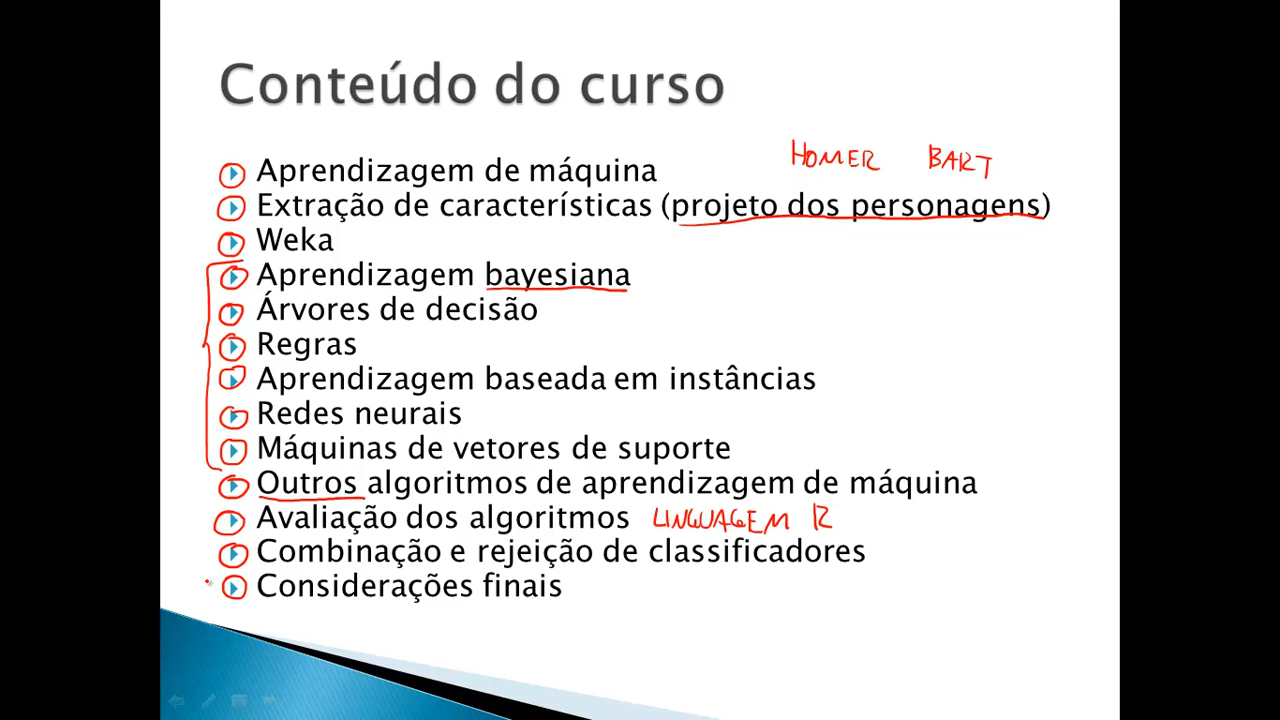 Conteúdo do curso
HOMER BART
Aprendizagem de máquina
Extração de características (projeto dos personagens)
Weka
Aprendizagem bayesiana
Árvores de decisão
Regras
Aprendizagem baseada em instâncias
Redes neurais
Máquinas de vetores de suporte
Outros algoritmos de aprendizagem de máquina
Avaliação dos algoritmos LINGUAGEM R
Combinação e rejeição de classificadores
Considerações finais